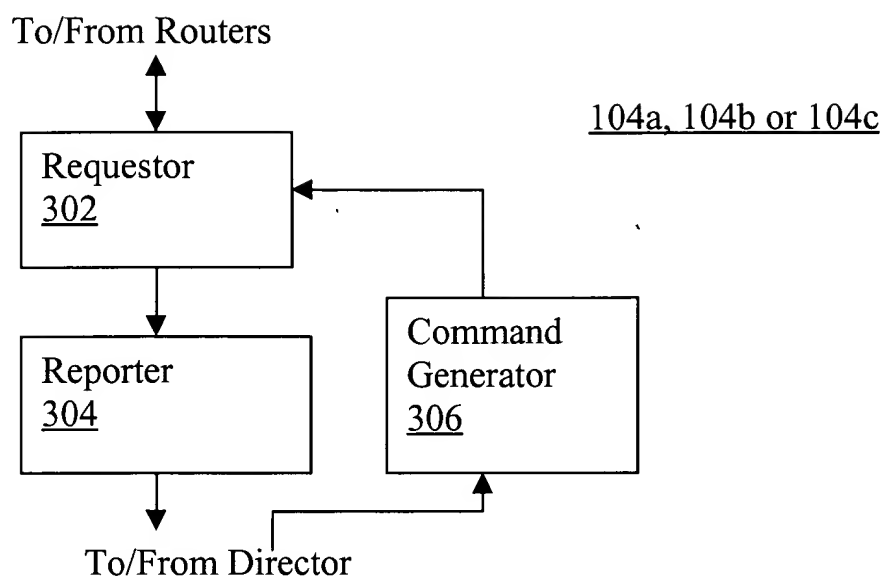 To/From Routers
104a, 104b or 104c
Requestor
302
Command
Generator
306
Reporter
304
To/From Director